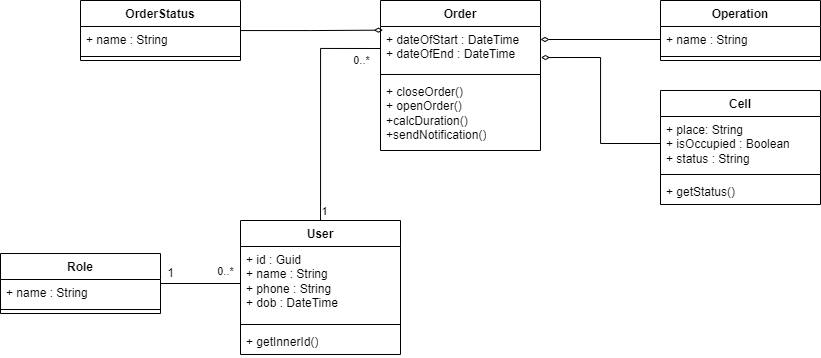 OrderStatus
+ name : String
Order
+ dateOfStart : DateTime
+ dateOfEnd : DateTime
+ closeOrder()
+ openOrder()
+calcDuration()
+sendNotification()
Operation
+ name : String
Cell
+ place: String
+ isOccupied : Boolean
+ status : String
+ getStatus()
0..*
1
User
+ id : Guid
+ name : String
+ phone : String
+ dob : DateTime
+ getInnerId()
Role
+ name : String
1
0..*